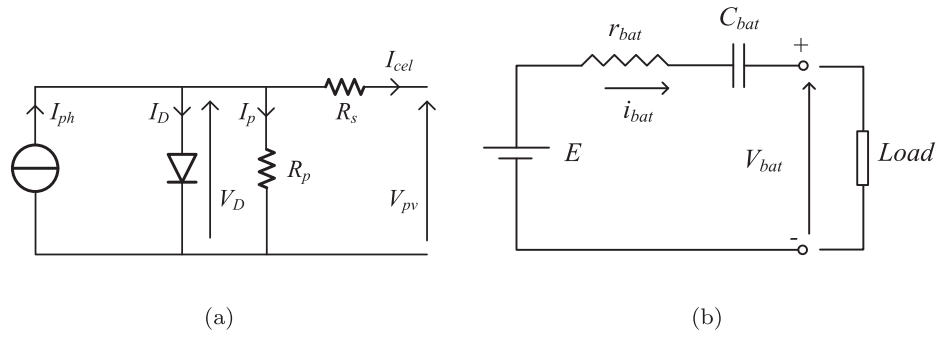 I_ph
I_D
I_p
I_cel
R_s
V_D
R_p
V_pv
(a)
r_bat
C_bat
+
i_bat
E
V_bat
Load
-
(b)